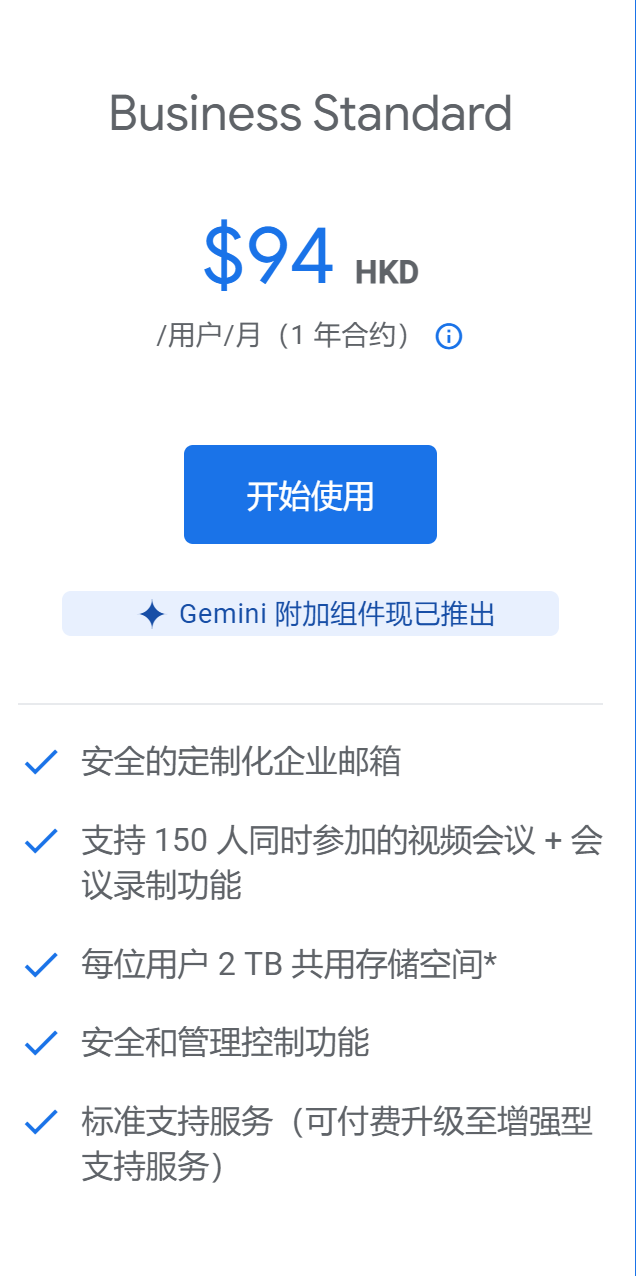 Business Standard
$94 HKD
/用户/月（1 年合约）
开始使用
Gemini 附加组件现已推出
安全的定制化企业邮箱
支持 150 人同时参加的视频会议 + 会
议录制功能
每位用户 2 TB 共用存储空间*
安全和管理控制功能
标准支持服务（可付费升级至增强型
支持服务）